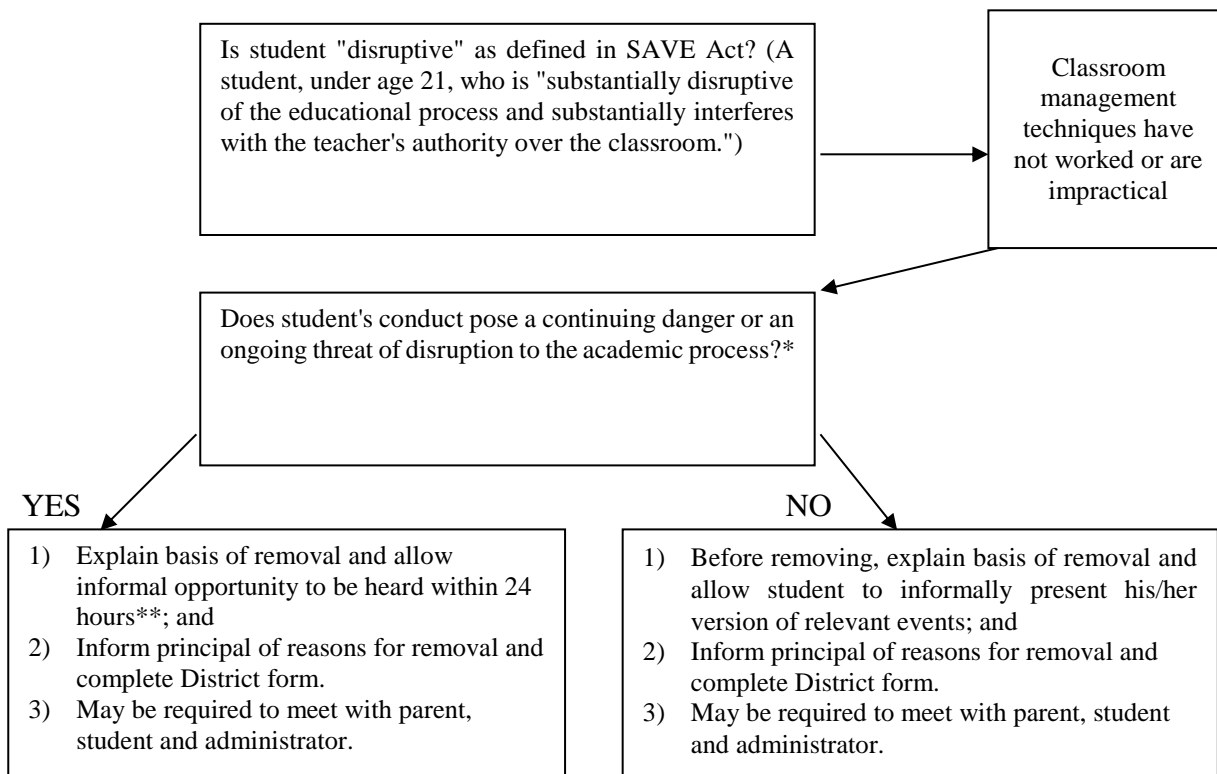 Is student "disruptive" as defined in SAVE Act? (A
student, under age 21, who is "substantially disruptive
of the educational process and substantially interferes
with the teacher's authority over the classroom.")
Classroom
management
techniques have
not worked or are
impractical
Does student's conduct pose a continuing danger or an
ongoing threat of disruption to the academic process?*
YES
1) Explain basis of removal and allow
informal opportunity to be heard within 24
hours**; and
2) Inform principal of reasons for removal and
complete District form.
3) May be required to meet with parent,
student and administrator.
NO
1) Before removing, explain basis of removal and
allow student to informally present his/her
version of relevant events; and
2) Inform principal of reasons for removal and
complete District form.
3) May be required to meet with parent, student
and administrator.